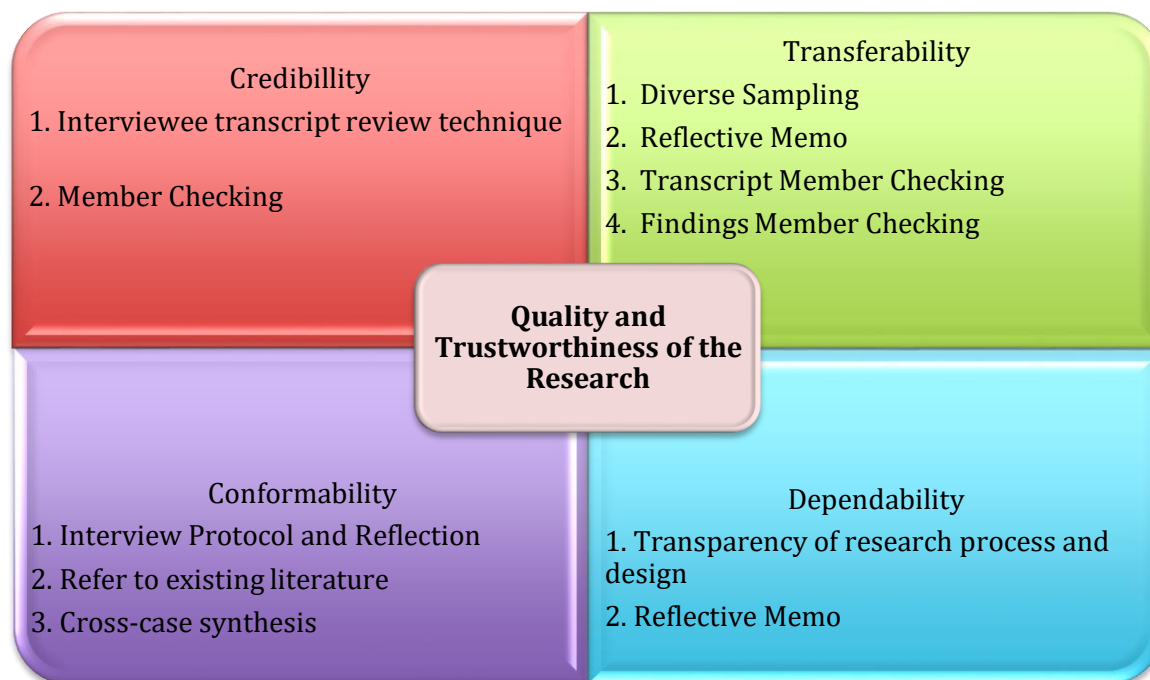 Credibillity
1. Interviewee transcript review technique
2. Member Checking
Transferability
1. Diverse Sampling
2. Reflective Memo
3. Transcript Member Checking
4. Findings Member Checking
Quality and
Trustworthiness of the
Research
Conformability
1. Interview Protocol and Reflection
2. Refer to existing literature
3. Cross-case synthesis
Dependability
1. Transparency of research process and
design
2. Reflective Memo